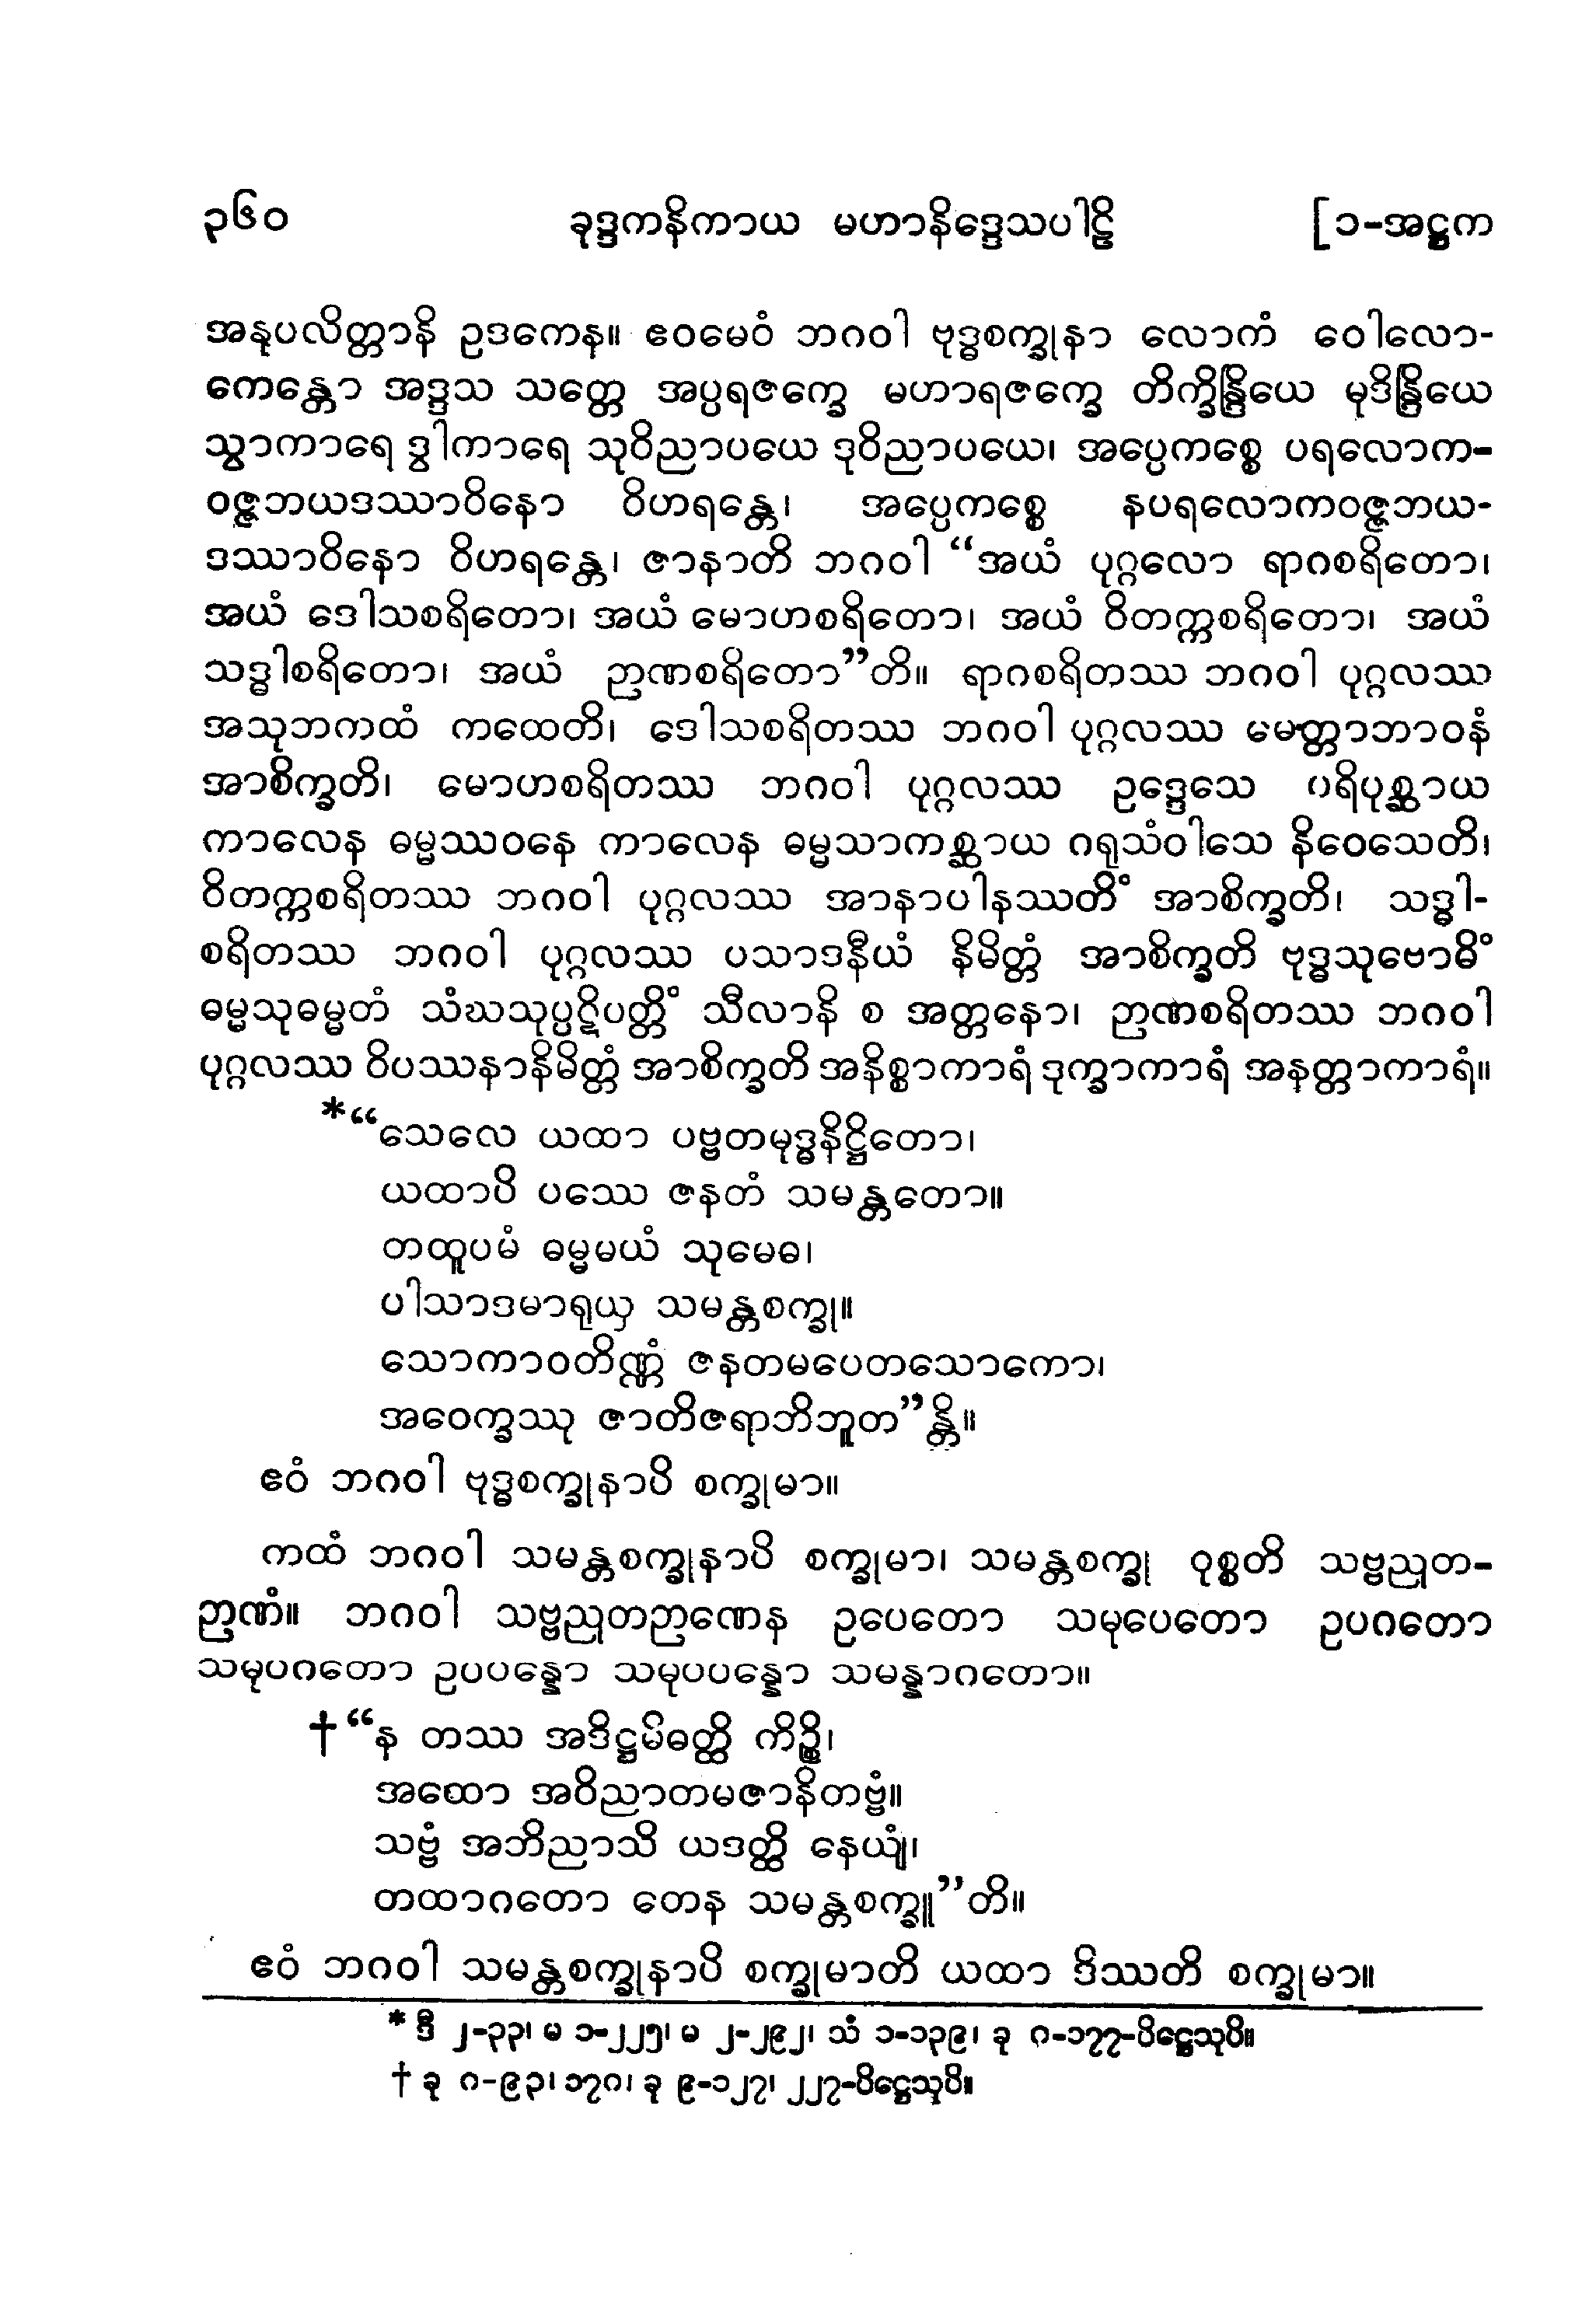 ၃၆၀ ခုဒ္ဒကနိကာယ မဟာနိဒ္ဒေသပါဠိ [၁-အဋ္ဌက
အနုပလိတ္တာနိ ဥဒကေန။ ဧဝမေဝံ ဘဂဝါ ဗုဒ္ဓစက္ခုနာ လောကံ ဝေါလော-
ကေန္တော အဒ္ဒသ သတ္တေ အပ္ပရဇက္ခေ မဟာရဇက္ခေ တိက္ခိန္ဒြိယေ မုဒိန္ဒြိယေ
သွာကာရေ ဒွါကာရေ သုဝိညာပယေ ဒုဝိညာပယေ၊ အပ္ပေကစ္စေ ပရလောက-
ဝဇ္ဇဘယဒဿာဝိနော ဝိဟရန္တေ၊ အပ္ပေကစ္စေ နပရလောကဝဇ္ဇဘယ-
ဒဿာဝိနော ဝိဟရန္တေ၊ ဇာနာတိ ဘဂဝါ “အယံ ပုဂ္ဂလော ရာဂစရိတော၊
အယံ ဒေါသစရိတော၊ အယံ မောဟစရိတော၊ အယံ ဝိတက္ကစရိတော၊ အယံ
သဒ္ဓါစရိတော၊ အယံ ဉာဏစရိတော”တိ။ ရာဂစရိတဿ ဘဂဝါ ပုဂ္ဂလဿ
အသုဘကထံ ကထေတိ၊ ဒေါသစရိတဿ ဘဂဝါ ပုဂ္ဂလဿ မေတ္တာဘာဝနံ
အာစိက္ခတိ၊ မောဟစရိတဿ ဘဂဝါ ပုဂ္ဂလဿ ဥဒ္ဒေသေ ပရိပုစ္ဆာယ
ကာလေန ဓမ္မဿဝနေ ကာလေန ဓမ္မသာကစ္ဆာယ ဂရုသံဝါသေ နိဝေသေတိ၊
ဝိတက္ကစရိတဿ ဘဂဝါ ပုဂ္ဂလဿ အာနာပါနဿတိံ အာစိက္ခတိ၊ သဒ္ဓါ-
စရိတဿ ဘဂဝါ ပုဂ္ဂလဿ ပသာဒနီယံ နိမိတ္တံ အာစိက္ခတိ ဗုဒ္ဓသုဗောဓိံ
ဓမ္မသုဓမ္မတံ သံဃသုပ္ပဋိပတ္တိံ သီလာနိ စ အတ္တနော၊ ဉာဏစရိတဿ ဘဂဝါ
ပုဂ္ဂလဿ ဝိပဿနာနိမိတ္တံ အာစိက္ခတိ အနိစ္စာကာရံ ဒုက္ခာကာရံ အနတ္တာကာရံ။
*“သေလေ ယထာ ပဗ္ဗတမုဒ္ဓနိဋ္ဌိတော၊
ယထာပိ ပဿေ ဇနတံ သမန္တတော။
တထူပမံ ဓမ္မမယံ သုမေဓ၊
ပါသာဒမာရုယှ သမန္တစက္ခု။
သောကာဝတိဏ္ဏံ ဇနတမပေတသောကော၊
အဝေက္ခဿု ဇာတိဇရာဘိဘူတ”န္တိ။
ဧဝံ ဘဂဝါ ဗုဒ္ဓစက္ခုနာပိ စက္ခုမာ။
ကထံ ဘဂဝါ သမန္တစက္ခုနာပိ စက္ခုမာ၊ သမန္တစက္ခု ဝုစ္စတိ သဗ္ဗညုတ-
ဉာဏံ။ ဘဂဝါ သဗ္ဗညုတဉာဏေန ဥပေတော သမုပေတော ဥပဂတော
သမုပဂတော ဥပပန္နော သမုပပန္နော သမန္နာဂတော။
† “န တဿ အဒိဋ္ဌမိဓတ္ထိ ကိဉ္စိ၊
အထော အဝိညာတမဇာနိတဗ္ဗံ။
သဗ္ဗံ အဘိညာသိ ယဒတ္ထိ နေယျံ၊
တထာဂတော တေန သမန္တစက္ခူ”တိ။
ဧဝံ ဘဂဝါ သမန္တစက္ခုနာပိ စက္ခုမာတိ ယထာ ဒိဿတိ စက္ခုမာ။
* ဒီ ၂-၃၃၊ မ ၁-၂၂၅၊ မ ၂-၂၉၂၊ သံ ၁-၁၃၉၊ ခု ၈-၁၇၇-ပိဋ္ဌေသုပိ။
† ခု ၈-၉၃၊ ၁၇၈၊ ခု ၉-၁၂၇၊ ၂၂၇-ပိဋ္ဌေသုပိ။